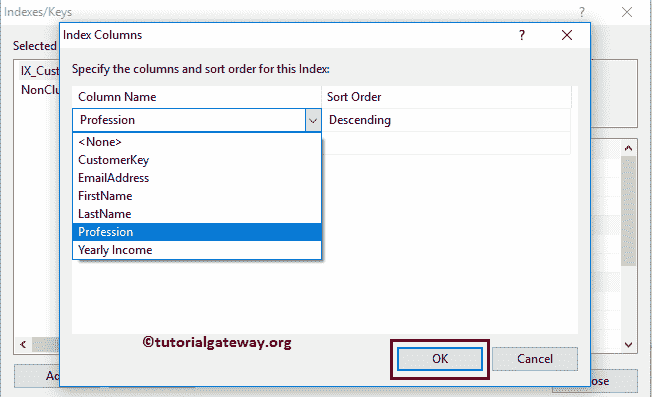 Indexes/Keys
Selected
IX_Cust
NonClu
Index Columns
Specify the columns and sort order for this Index:
Column Name Sort Order
Profession Descending
<None>
CustomerKey
EmailAddress
FirstName
LastName
Profession
Yearly Income
©tutorialgateway.org
OK Cancel
Ad
ose